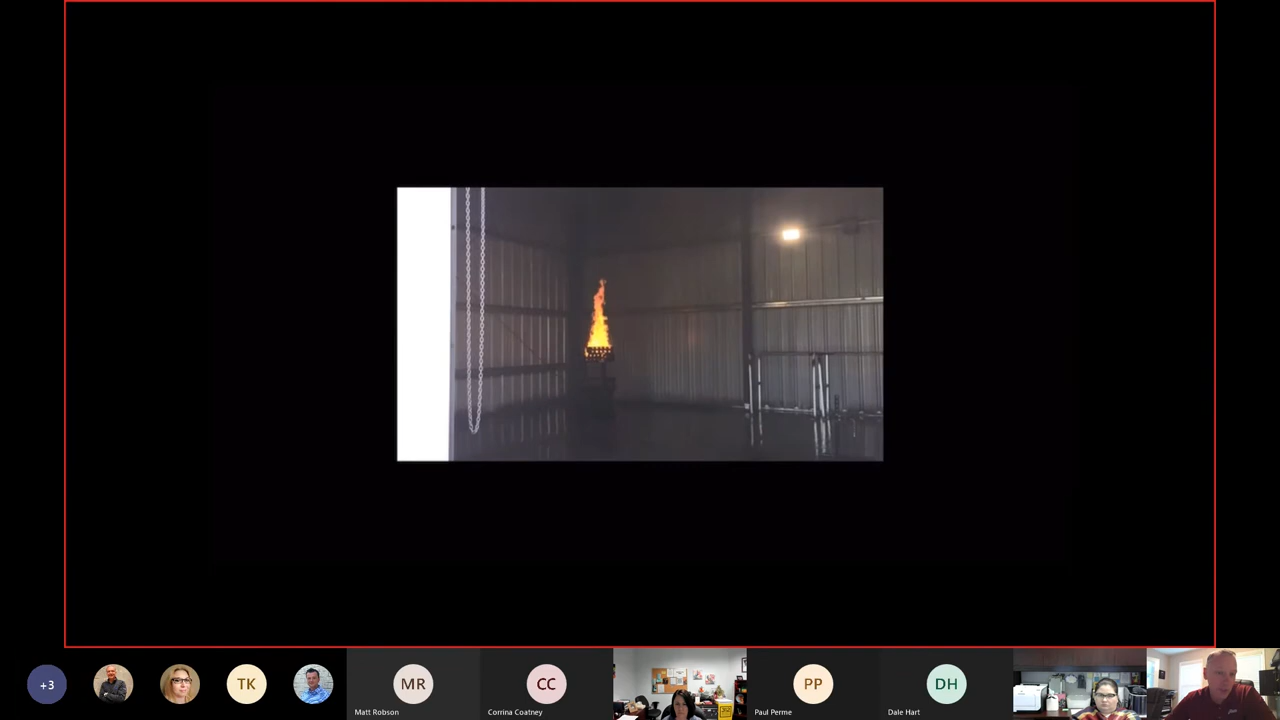 +3
TK
MR
Matt Robson
CC
Corrina Coatney
PP
Paul Perme
DH
Dale Hart